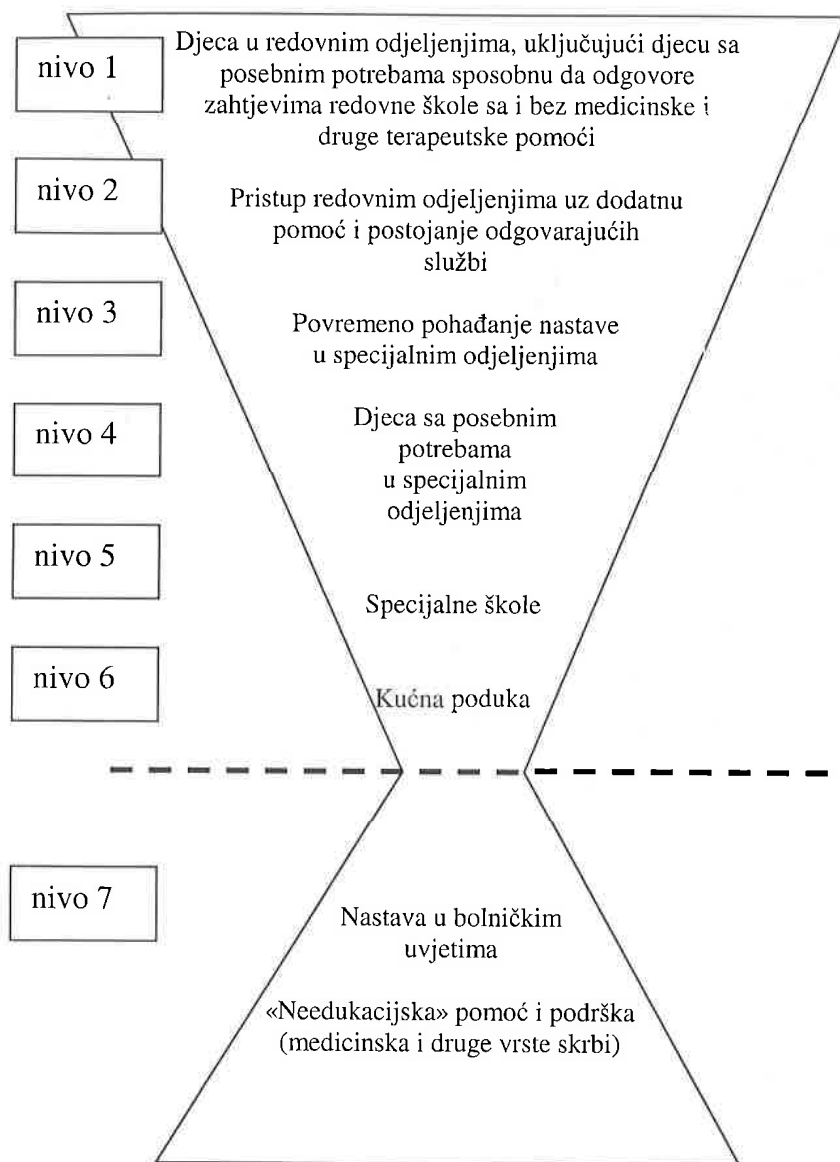 nivo 1
Djeca u redovnim odjeljenjima, uključujući djecu sa
posebnim potrebama sposobnu da odgovore
zahtjevima redovne škole sa i bez medicinske i
druge terapeutske pomoći
nivo 2
Pristup redovnim odjeljenjima uz dodatnu
pomoć i postojanje odgovarajućih
službi
nivo 3
Povremeno pohađanje nastave
u specijalnim odjeljenjima
nivo 4
Djeca sa posebnim
potrebama
u specijalnim
odjeljenjima
nivo 5
Specijalne škole
nivo 6
Kućna poduka
nivo 7
Nastava u bolničkim
uvjetima
«Needukacijska» pomoć i podrška
(medicinska i druge vrste skrbi)